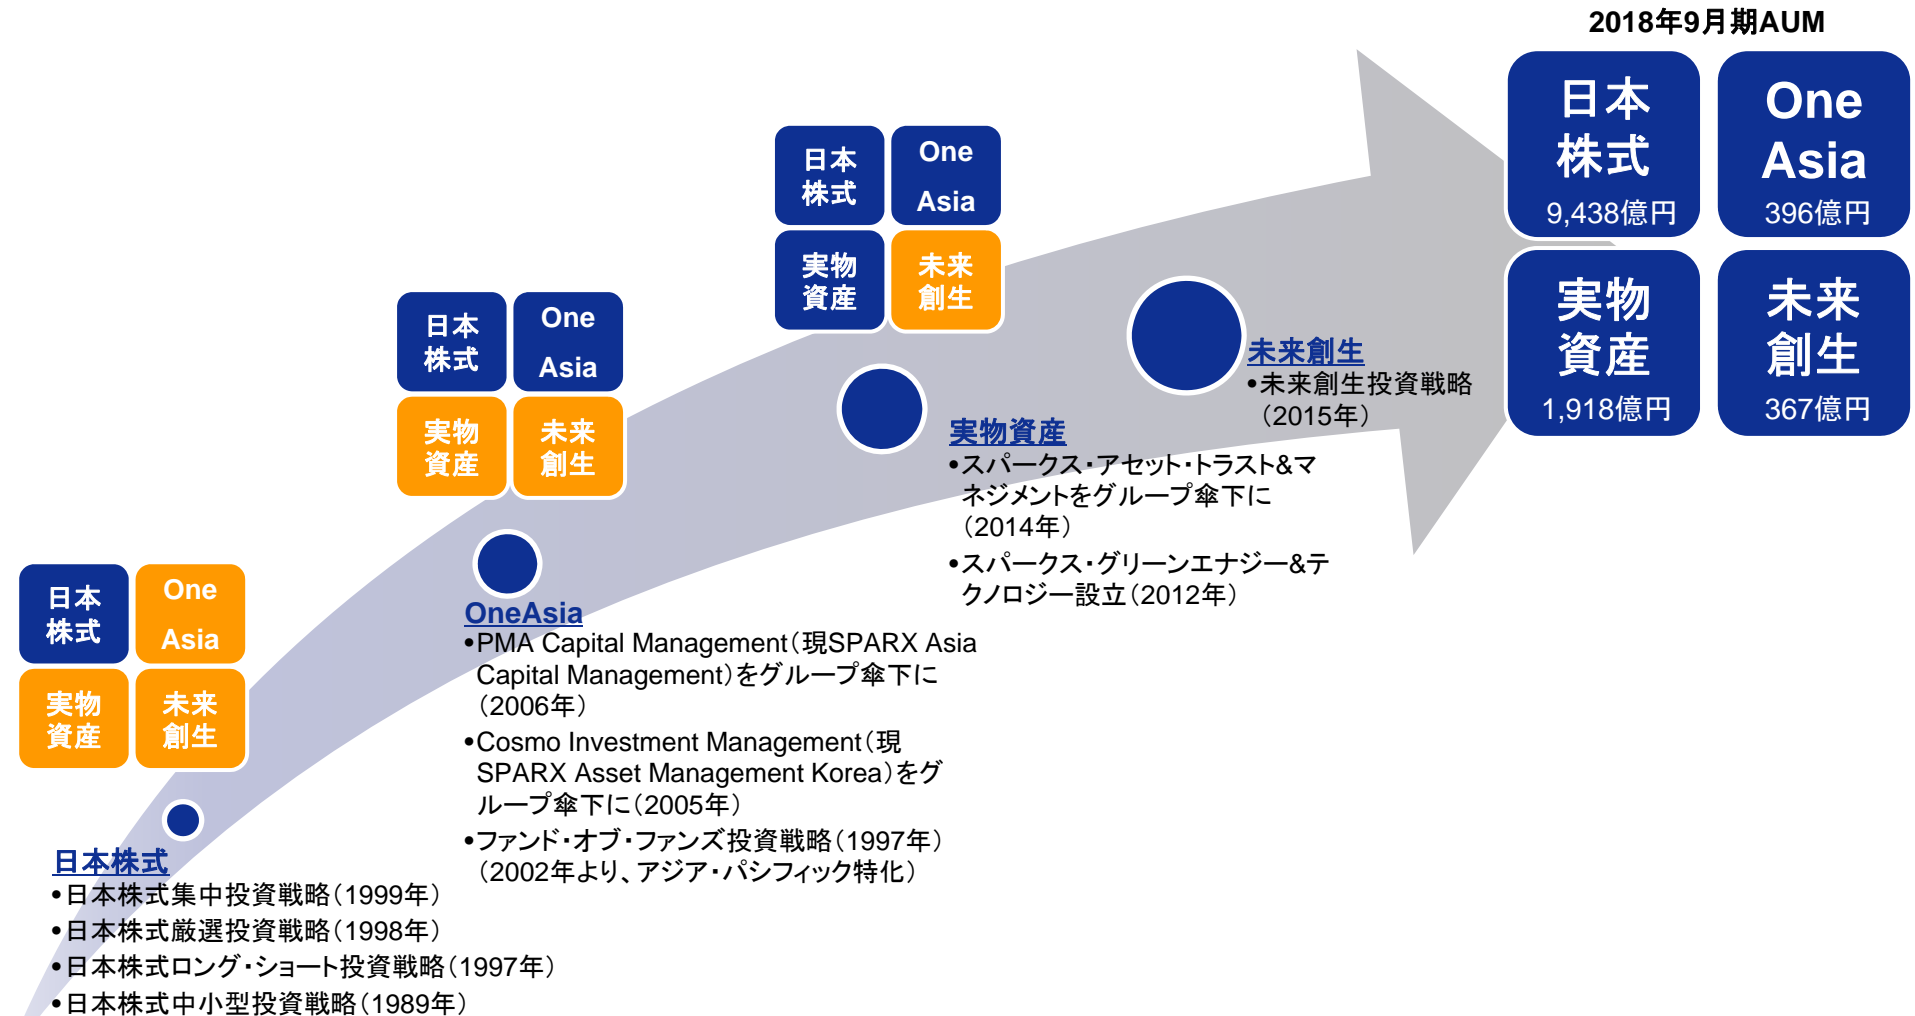 2018年9月期AUM
日本
株式
9,438億円
One
Asia
396億円
実物
資産
1,918億円
未来
創生
367億円
日本
株式
One
Asia
実物
資産
未来
創生
日本
株式
One
Asia
実物
資産
未来
創生
日本
株式
One
Asia
実物
資産
未来
創生
未来創生
•未来創生投資戦略
（2015年）
実物資産
•スパークス・アセット・トラスト&マ
ネジメントをグループ傘下に
（2014年）
•スパークス・グリーンエナジー&テ
クノロジー設立（2012年）
OneAsia
•PMA Capital Management（現SPARX Asia
Capital Management）をグループ傘下に
（2006年）
•Cosmo Investment Management（現
SPARX Asset Management Korea）をグ
ループ傘下に（2005年）
•ファンド・オブ・ファンズ投資戦略（1997年）
（2002年より、アジア・パシフィック特化）
日本株式
•日本株式集中投資戦略（1999年）
•日本株式厳選投資戦略（1998年）
•日本株式ロング・ショート投資戦略（1997年）
•日本株式中小型投資戦略（1989年）